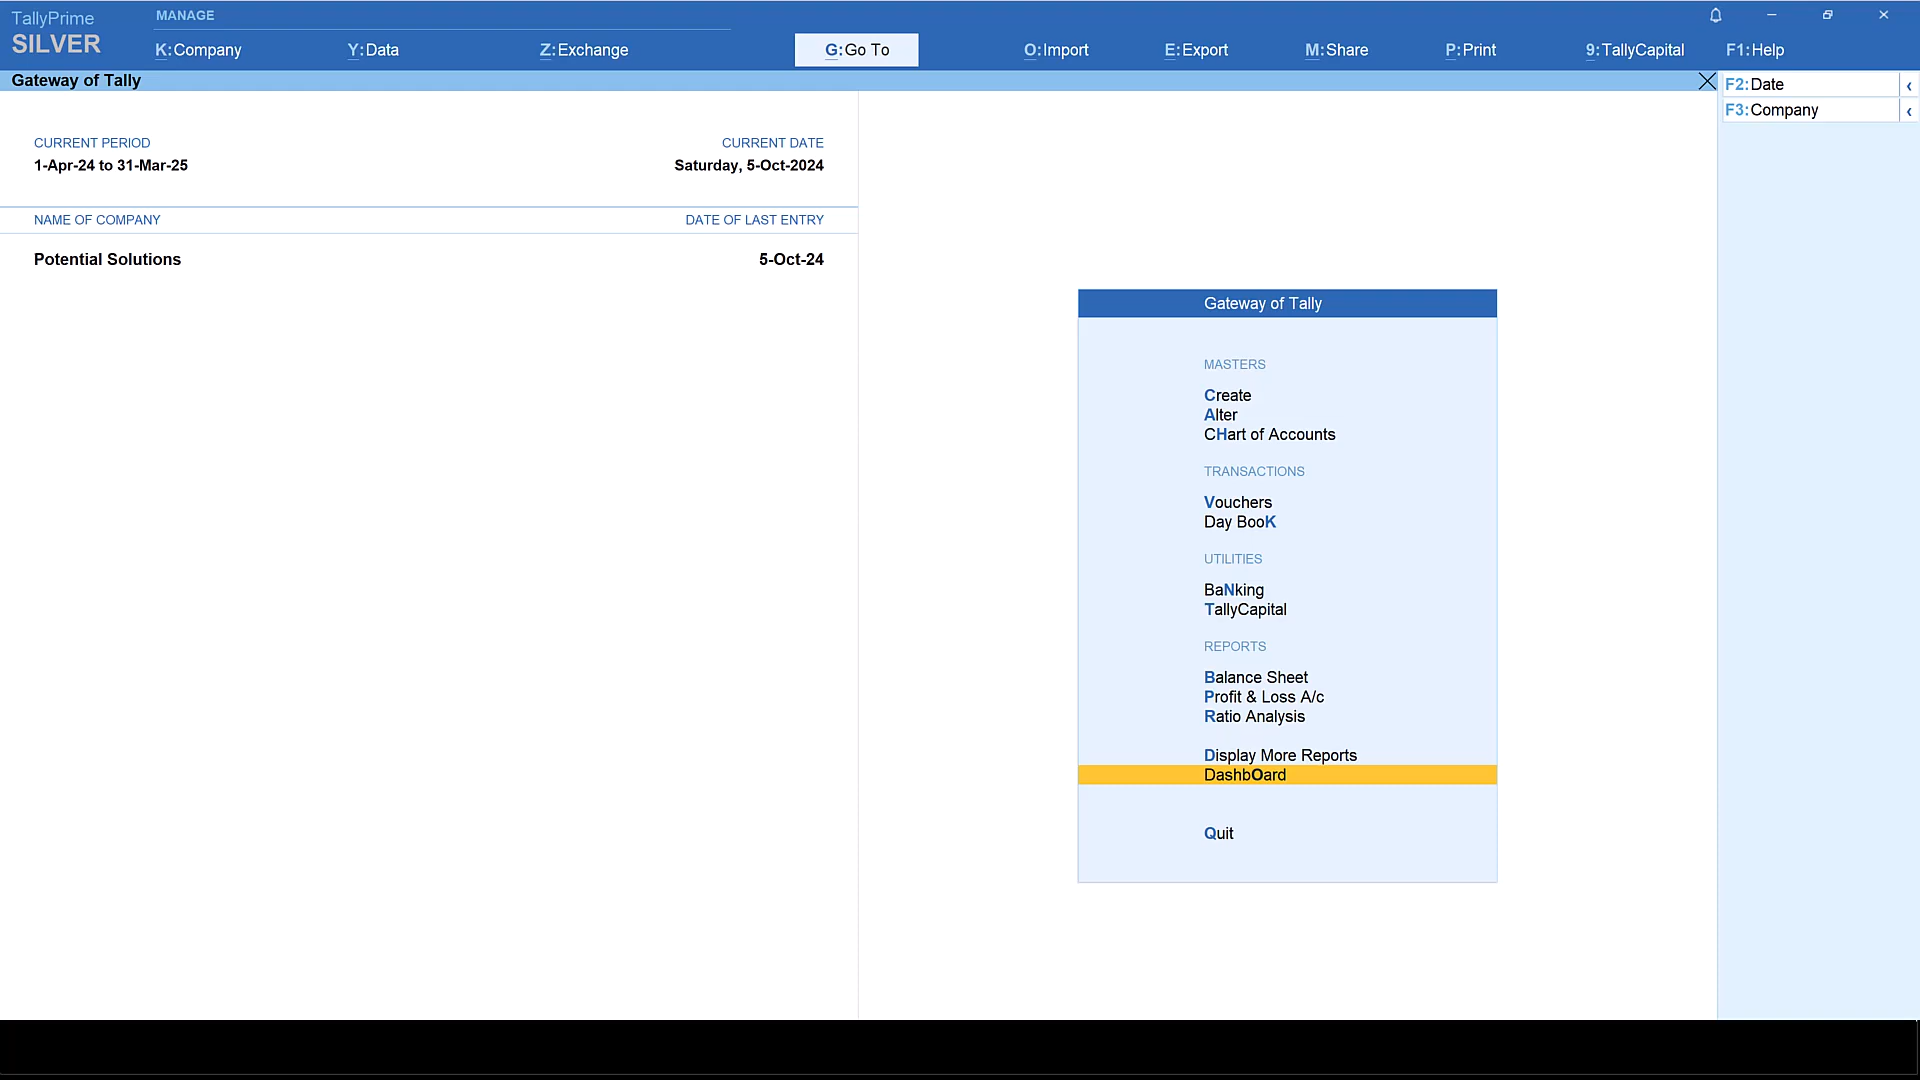 TallyPrime
SILVER
MANAGE
K:Company
Y:Data
Z:Exchange
G:Go To
O:Import
E:Export
M:Share
P:Print
9:TallyCapital
F1:Help
Gateway of Tally
F2:Date
F3:Company
CURRENT PERIOD
1-Apr-24 to 31-Mar-25
CURRENT DATE
Saturday, 5-Oct-2024
NAME OF COMPANY
DATE OF LAST ENTRY
Potential Solutions
5-Oct-24
Gateway of Tally
MASTERS
Create
Alter
CHart of Accounts
TRANSACTIONS
Vouchers
Day BooK
UTILITIES
BaNking
TallyCapital
REPORTS
Balance Sheet
Profit & Loss A/c
Ratio Analysis
Display More Reports
DashbOard
Quit